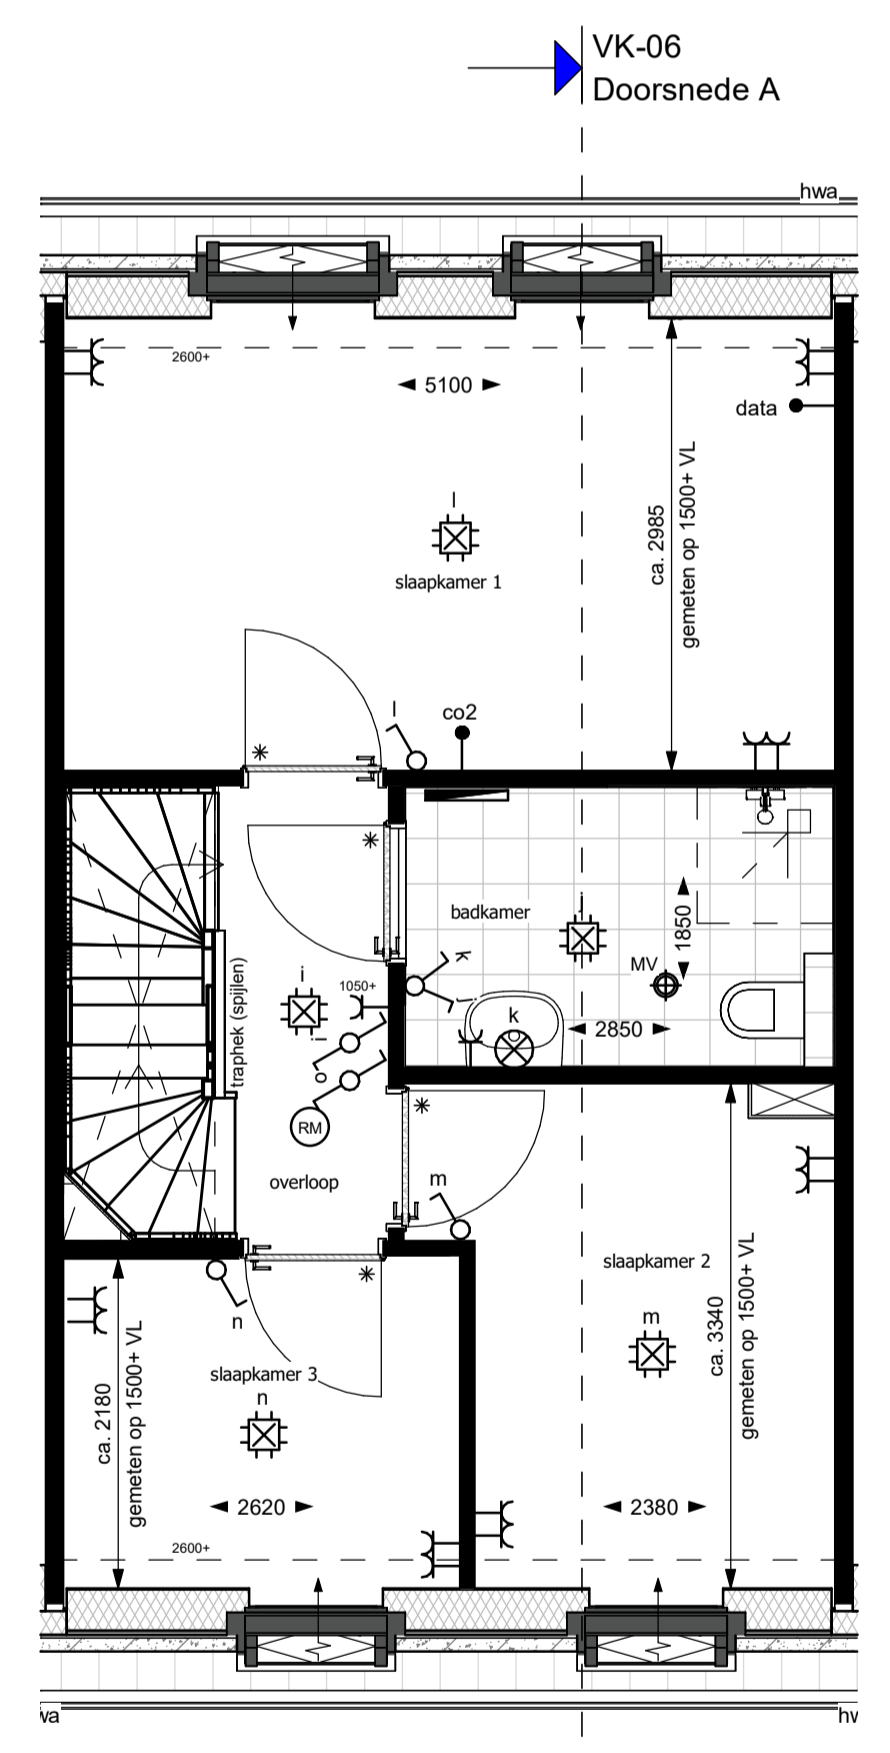 VK-06
Doorsnede A
hwa
2600+
5100
data
ca. 2985
gemeten op 1500+ VL
l
slaapkamer 1
l
co2
badkamer
j
1850
k
MV
j
k
2850
traphek (spijlen)
i
1050+
i
o
RM
overloop
m
slaapkamer 2
m
ca. 3340
gemeten op 1500+ VL
n
slaapkamer 3
n
ca. 2180
gemeten op 1500+ VL
2620
2380
2600+
wa
hw